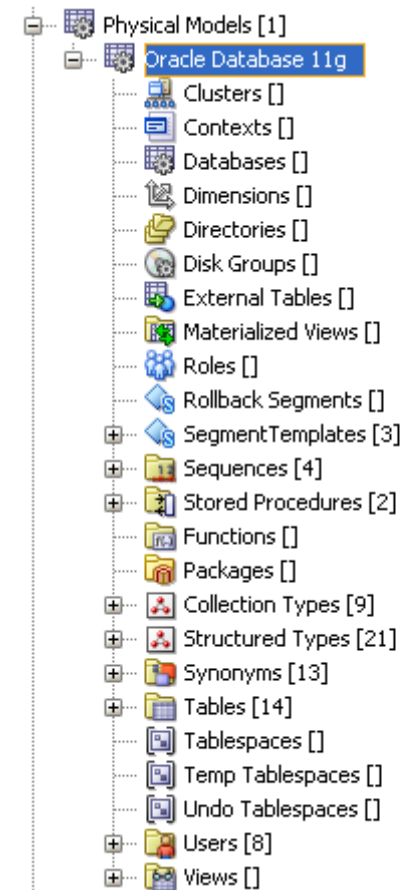 Physical Models [1]
Oracle Database 11g
Clusters []
Contexts []
Databases []
Dimensions []
Directories []
Disk Groups []
External Tables []
Materialized Views []
Roles []
Rollback Segments []
SegmentTemplates [3]
Sequences [4]
Stored Procedures [2]
Functions []
Packages []
Collection Types [9]
Structured Types [21]
Synonyms [13]
Tables [14]
Tablespaces []
Temp Tablespaces []
Undo Tablespaces []
Users [8]
Views []